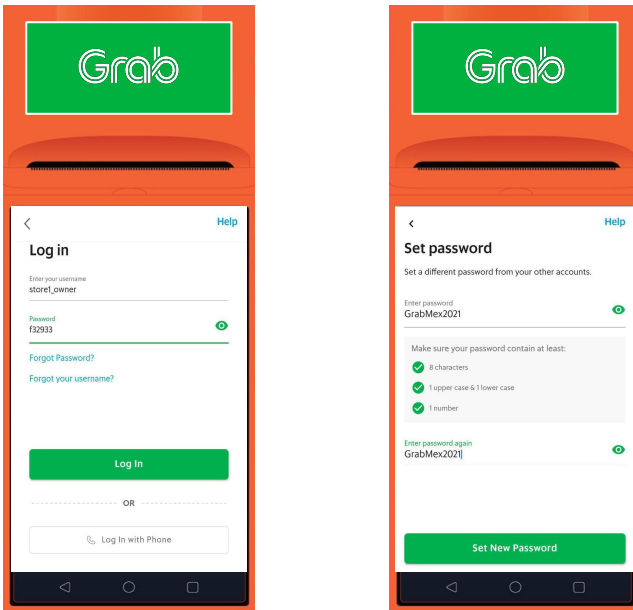 Grab
Help
Log in
Enter your username
store1_owner
Password
f32933
Forgot Password?
Forgot your username?
Log In
OR
Log In with Phone
Grab
Help
Set password
Set a different password from your other accounts.
Enter password
GrabMex2021
Make sure your password contain at least:
8 characters
1 upper case & 1 lower case
1 number
Enter password again
GrabMex2021
Set New Password